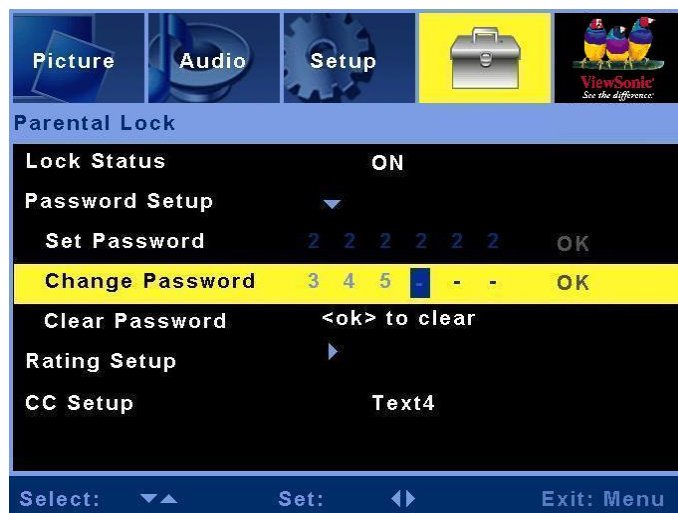 Picture Audio Setup
ViewSonic®
See the difference.™
Parental Lock
Lock Status ON
Password Setup
Set Password 2 2 2 2 2 2 OK
Change Password 3 4 5 - - - OK
Clear Password <ok> to clear
Rating Setup
CC Setup Text4
Select: Set: Exit: Menu